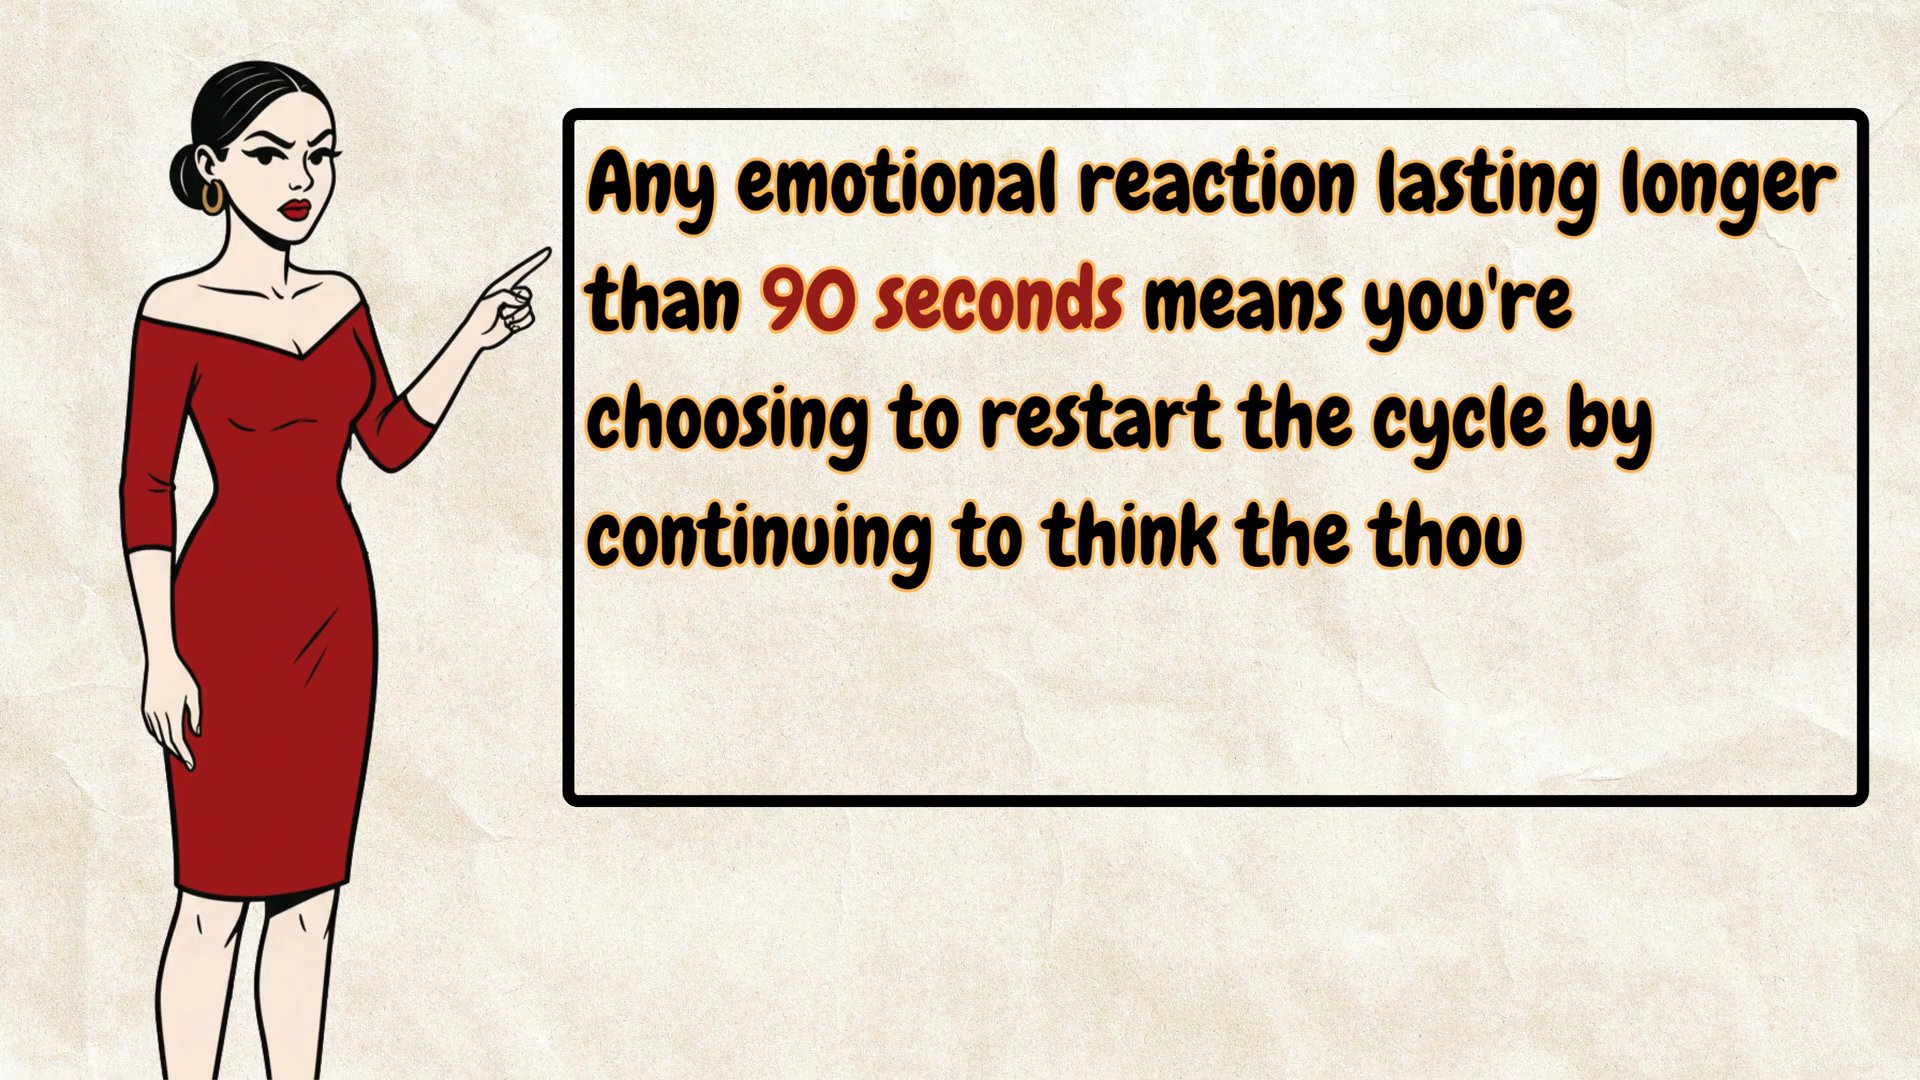 Any emotional reaction lasting longer
than 90 seconds means you're
choosing to restart the cycle by
continuing to think the thou